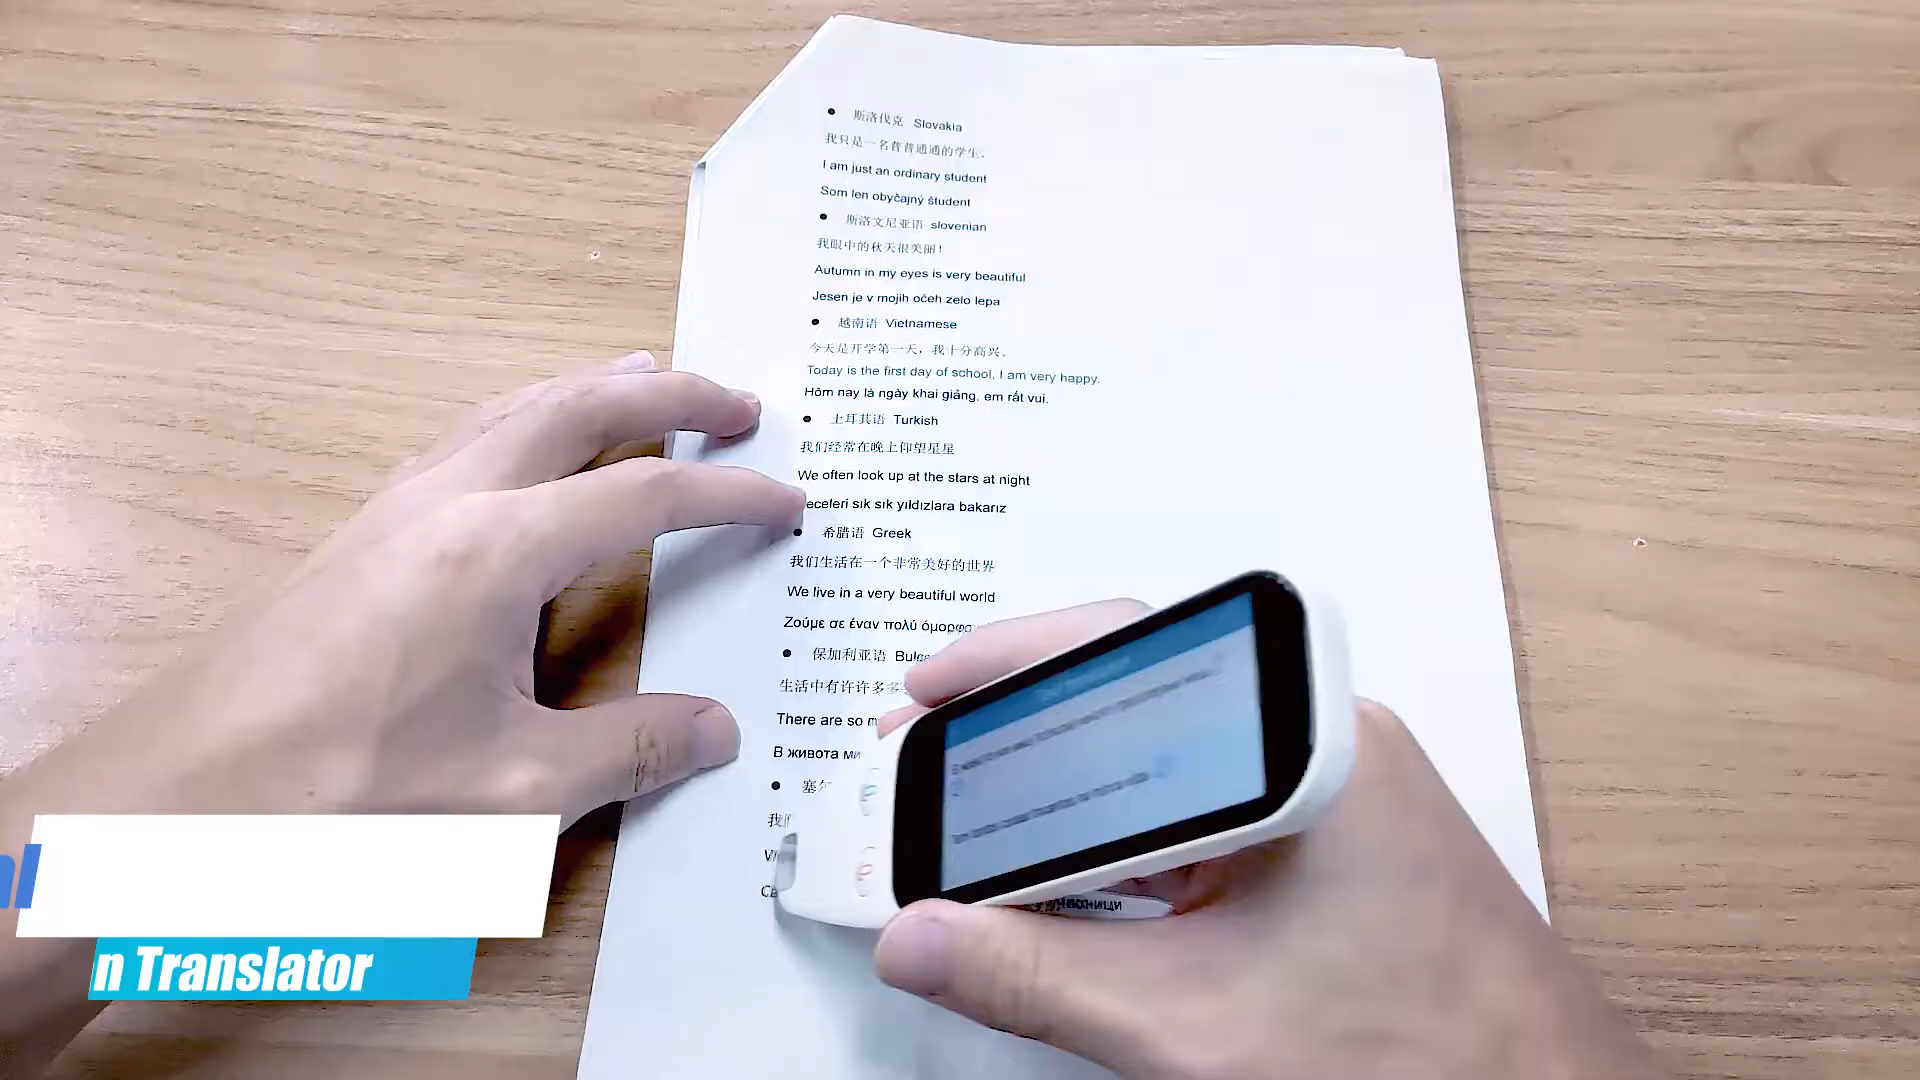 斯洛伐克 Slovakia
我只是一名普普通通的学生。
I am just an ordinary student
Som len obyčajný študent
斯洛文尼亚语 slovenian
我眼中的秋天很美丽！
Autumn in my eyes is very beautiful
Jesen je v mojih očeh zelo lepa
越南语 Vietnamese
今天是开学第一天，我十分高兴。
Today is the first day of school, I am very happy.
Hôm nay là ngày khai giảng, em rất vui.
土耳其语 Turkish
我们经常在晚上仰望星星
We often look up at the stars at night
eceleri sık sık yıldızlara bakarız
希腊语 Greek
我们生活在一个非常美好的世界
We live in a very beautiful world
Ζούμε σε έναν πολύ
保加利亚语
生活中有许许多多
There are so
В живота
我们
n Translator